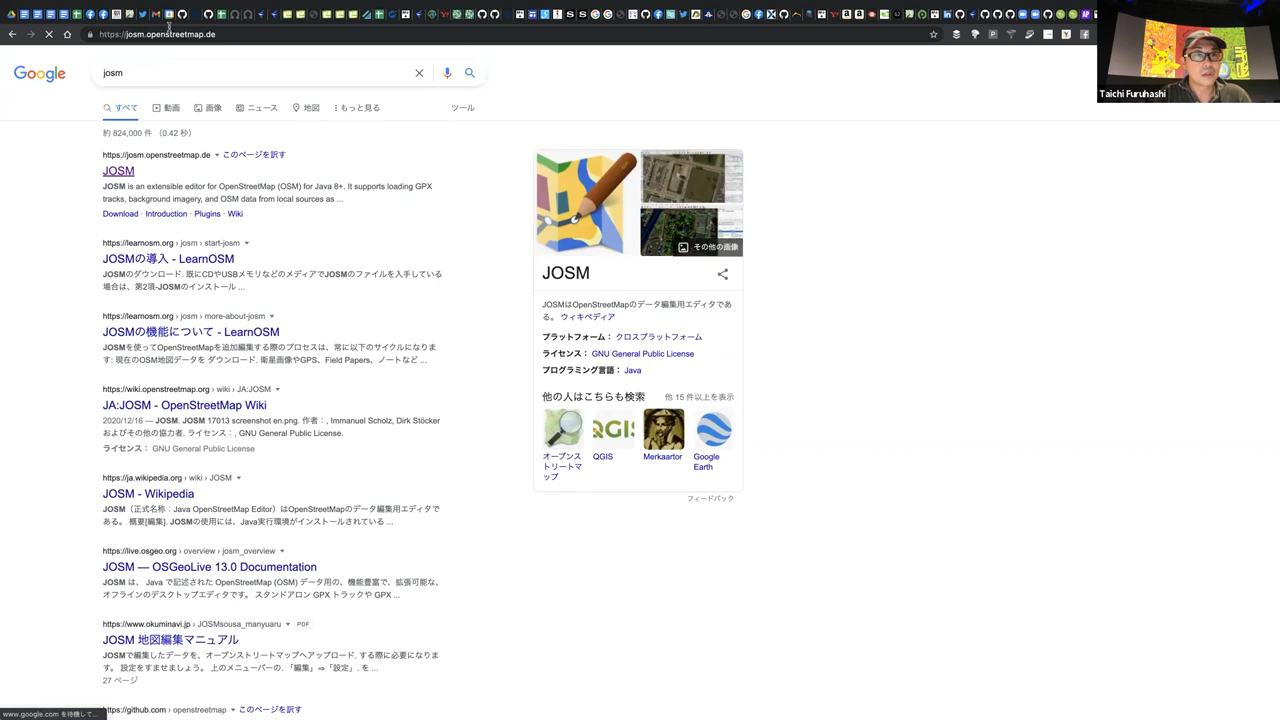 https://josm.openstreetmap.de
Taichi Furuhashi
Google
josm
すべて 動画 画像 ニュース 地図 もっと見る ツール
約 824,000 件 （0.42 秒）
https://josm.openstreetmap.de このページを訳す
JOSM
JOSM is an extensible editor for OpenStreetMap (OSM) for Java 8+. It supports loading GPX
tracks, background imagery, and OSM data from local sources as ...
Download · Introduction · Plugins · Wiki
https://learnosm.org › josm › start-josm
JOSMの導入 - LearnOSM
JOSMのダウンロード. 既にCDやUSBメモリなどのメディアでJOSMのファイルを入手している
場合は、第2項-JOSMのインストール ...
https://learnosm.org › josm › more-about-josm
JOSMの機能について - LearnOSM
JOSMを使ってOpenStreetMapを追加編集する際のプロセスは、常に以下のサイクルになりま
す: 現在のOSM地図データを ダウンロード. 衛星画像やGPS、Field Papers、ノートなど ...
https://wiki.openstreetmap.org › wiki › JA:JOSM
JA:JOSM - OpenStreetMap Wiki
2020/12/16 — JOSM. JOSM 17013 screenshot en.png. 作者：, Immanuel Scholz, Dirk Stöcker
およびその他の協力者. ライセンス：, GNU General Public License.
ライセンス： GNU General Public License
https://ja.wikipedia.org › wiki › JOSM
JOSM - Wikipedia
JOSM（正式名称：Java OpenStreetMap Editor）はOpenStreetMapのデータ編集用エディタで
ある。 概要[編集]. JOSMの使用には、Java実行環境がインストールされている ...
https://live.osgeo.org › overview › josm_overview
JOSM — OSGeoLive 13.0 Documentation
JOSM は、 Java で記述された OpenStreetMap (OSM) データ用の、機能豊富で、拡張可能な、
オフラインのデスクトップエディタです。 スタンドアロン GPX トラックや GPX ...
https://www.okuminavi.jp › JOSMsousa_manyuaru PDF
JOSM 地図編集マニュアル
JOSMで編集したデータを、オープンストリートマップへアップロード. する際に必要になりま
す。 設定をすませましょう。 上のメニューバーの. 「編集」⇒「設定」. を ...
27 ページ
https://github.com › openstreetmap このページを訳す
www.google.com を待機して...
その他の画像
JOSM
JOSMはOpenStreetMapのデータ編集用エディタであ
る。 ウィキペディア
プラットフォーム： クロスプラットフォーム
ライセンス： GNU General Public License
プログラミング言語： Java
他の人はこちらも検索 他 15 件以上を表示
オープンス
トリートマ
ップ
QGIS
Merkaartor
Google
Earth
フィードバック